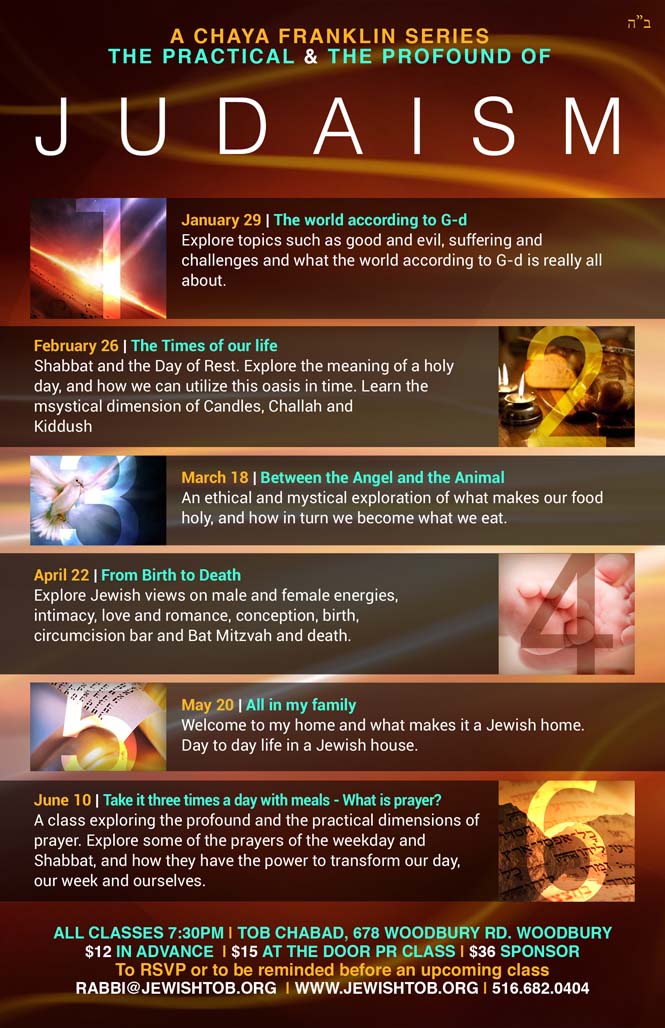 ב"ה
A CHAYA FRANKLIN SERIES
THE PRACTICAL & THE PROFOUND OF
JUDAISM
1
January 29 | The world according to G-d
Explore topics such as good and evil, suffering and
challenges and what the world according to G-d is really all
about.
February 26 | The Times of our life
Shabbat and the Day of Rest. Explore the meaning of a holy
day, and how we can utilize this oasis in time. Learn the
msystical dimension of Candles, Challah and
Kiddush
2
3
March 18 | Between the Angel and the Animal
An ethical and mystical exploration of what makes our food
holy, and how in turn we become what we eat.
April 22 | From Birth to Death
Explore Jewish views on male and female energies,
intimacy, love and romance, conception, birth,
circumcision bar and Bat Mitzvah and death.
4
5
May 20 | All in my family
Welcome to my home and what makes it a Jewish home.
Day to day life in a Jewish house.
June 10 | Take it three times a day with meals - What is prayer?
A class exploring the profound and the practical dimensions of
prayer. Explore some of the prayers of the weekday and
Shabbat, and how they have the power to transform our day,
our week and ourselves.
6
ALL CLASSES 7:30PM | TOB CHABAD, 678 WOODBURY RD. WOODBURY
$12 IN ADVANCE | $15 AT THE DOOR PR CLASS | $36 SPONSOR
To RSVP or to be reminded before an upcoming class
RABBI@JEWISHTOB.ORG | WWW.JEWISHTOB.ORG | 516.682.0404